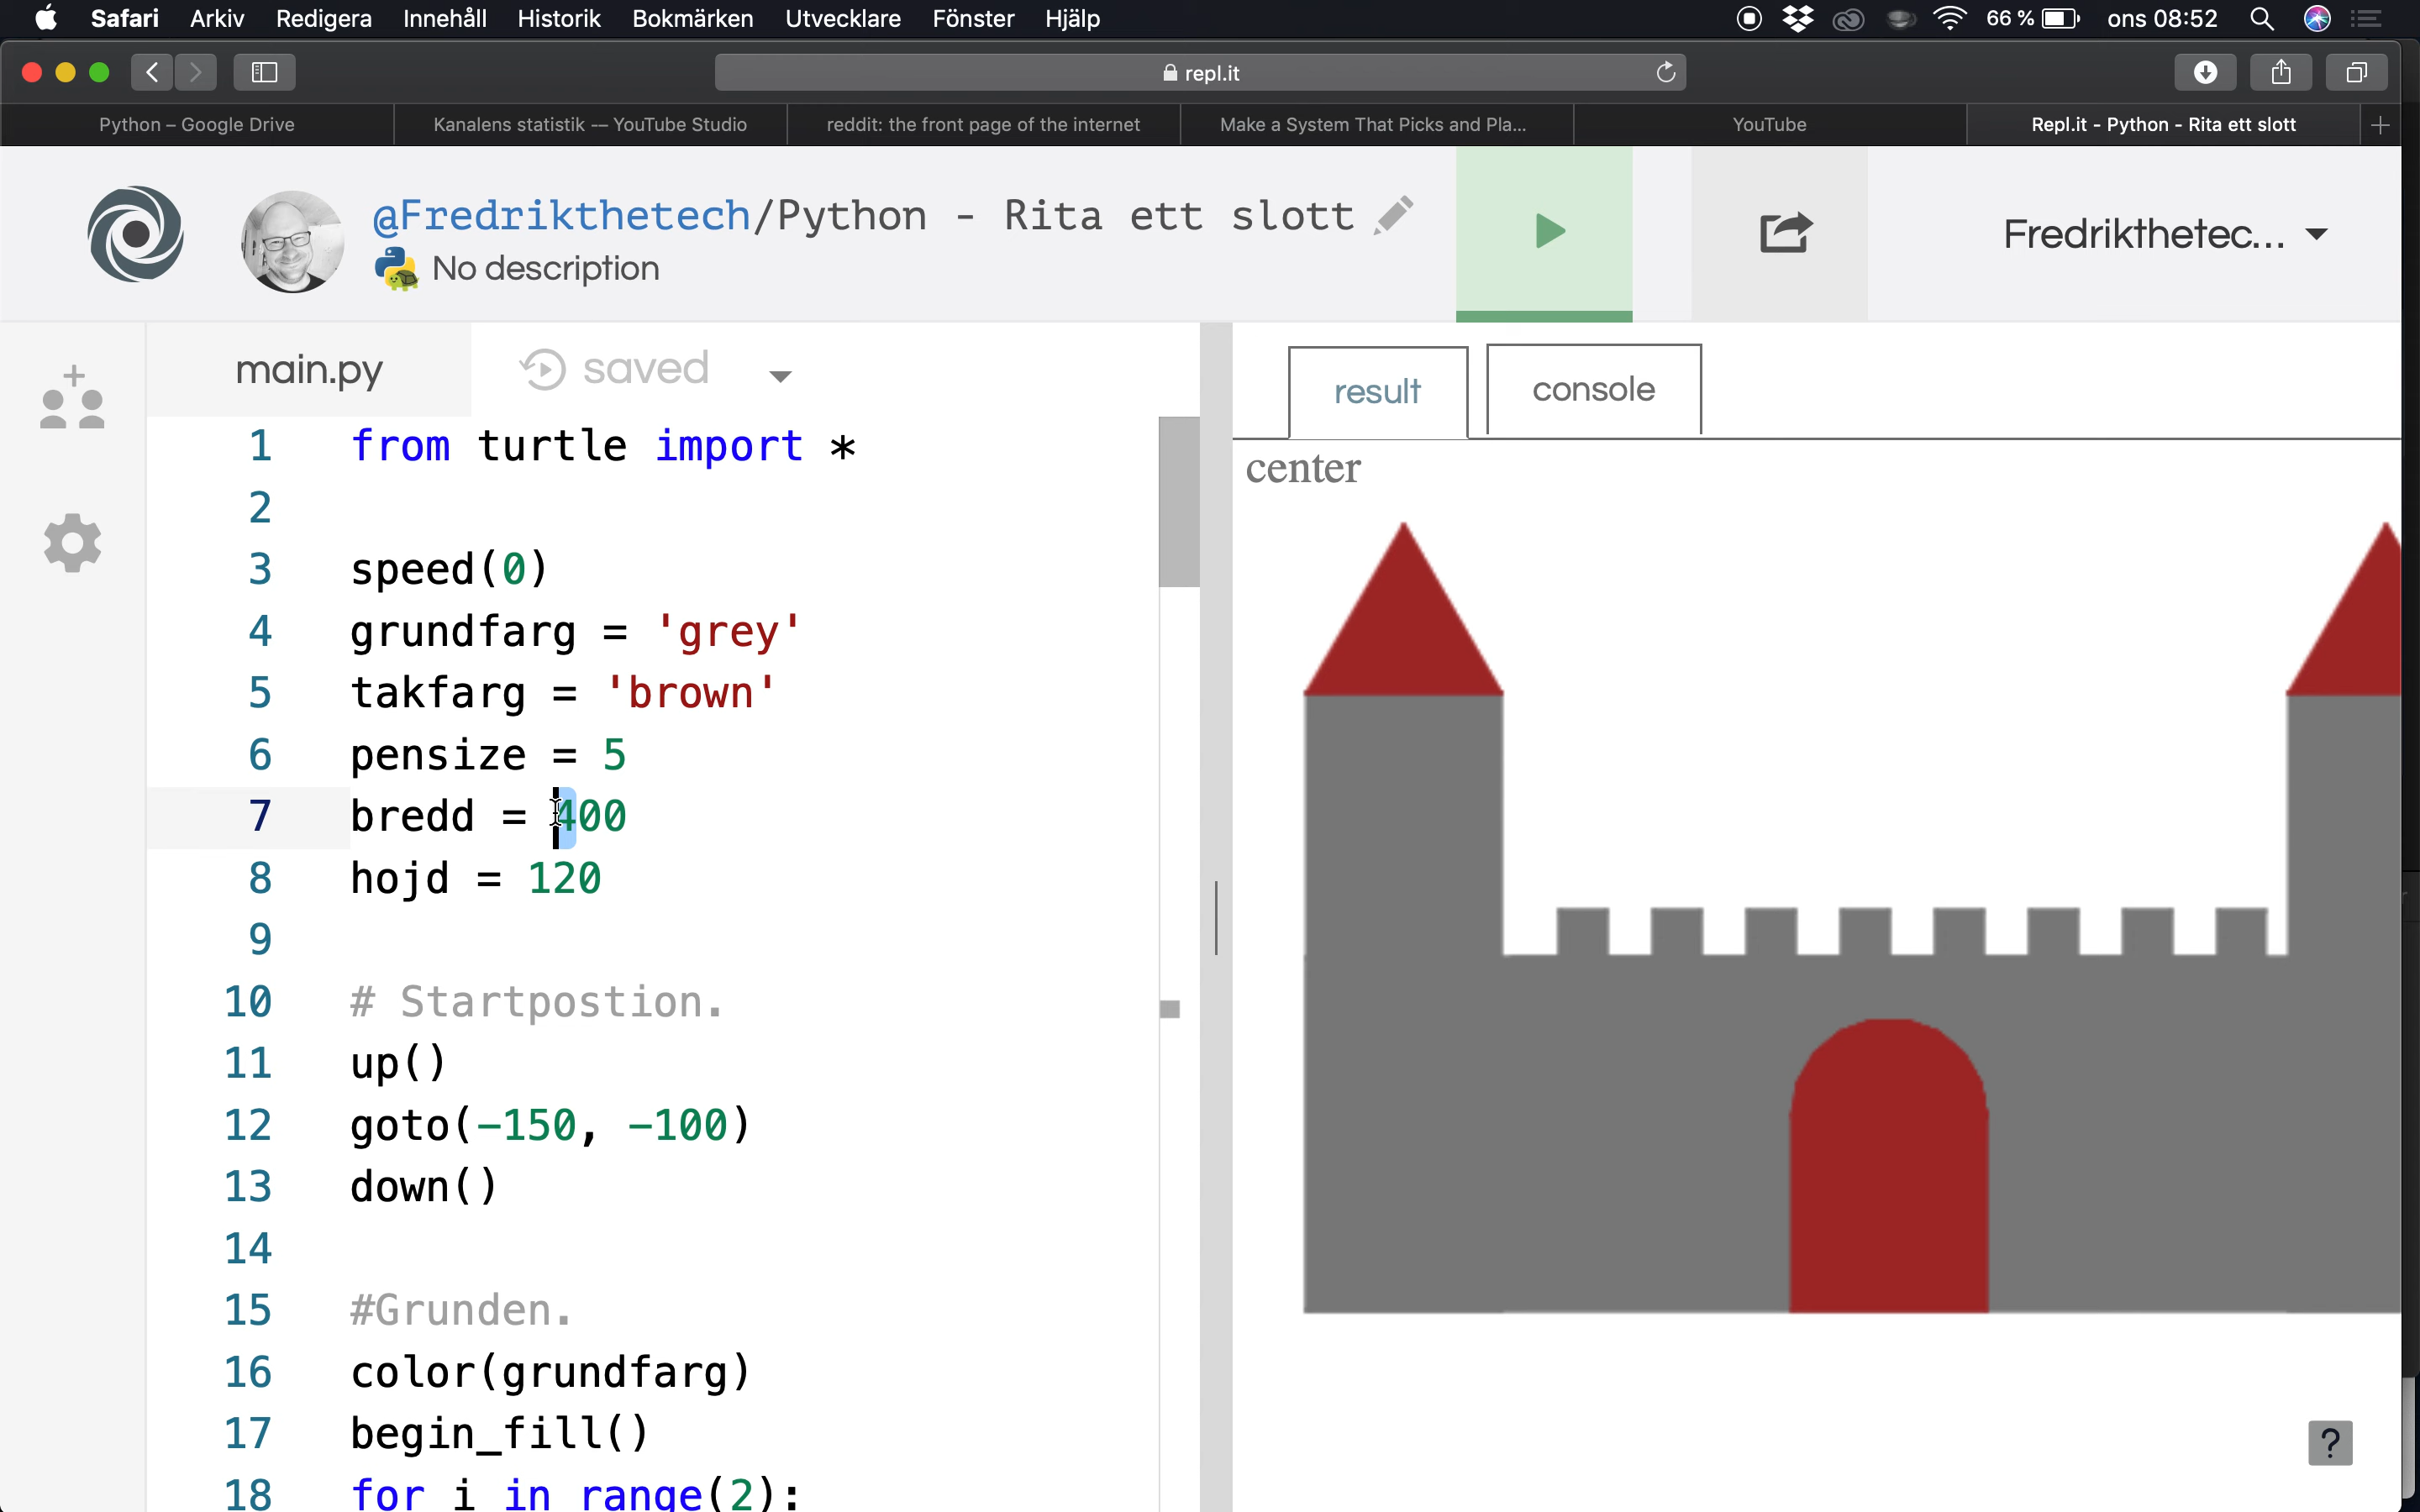 Safari Arkiv Redigera Innehåll Historik Bokmärken Utvecklare Fönster Hjälp 66 % ons 08:52
repl.it
Python – Google Drive Kanalens statistik -- YouTube Studio reddit: the front page of the internet Make a System That Picks and Pla... YouTube Repl.it - Python - Rita ett slott
@Fredrikthetech/Python - Rita ett slott
No description
Fredrikthetec...
main.py saved
result console
center
1 from turtle import *
2
3 speed(0)
4 grundfarg = 'grey'
5 takfarg = 'brown'
6 pensize = 5
7 bredd = 400
8 hojd = 120
9
10 # Startpostion.
11 up()
12 goto(-150, -100)
13 down()
14
15 #Grunden.
16 color(grundfarg)
17 begin_fill()
18 for i in range(2):
?